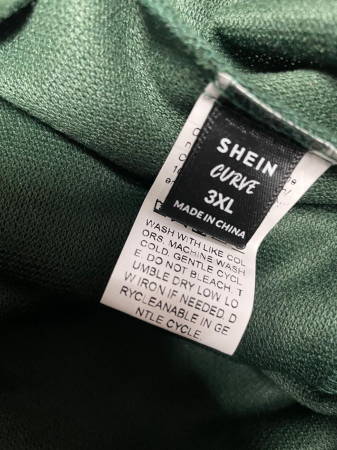 SHEIN
CURVE
3XL
MADE IN CHINA
WASH WITH LIKE COL
ORS, MACHINE WASH
COLD, GENTLE CYCL
E. DO NOT BLEACH, T
UMBLE DRY LOW LO
W IRON IF NEEDED D
RYCLEANABLE IN GE
NTLE CYCLE.